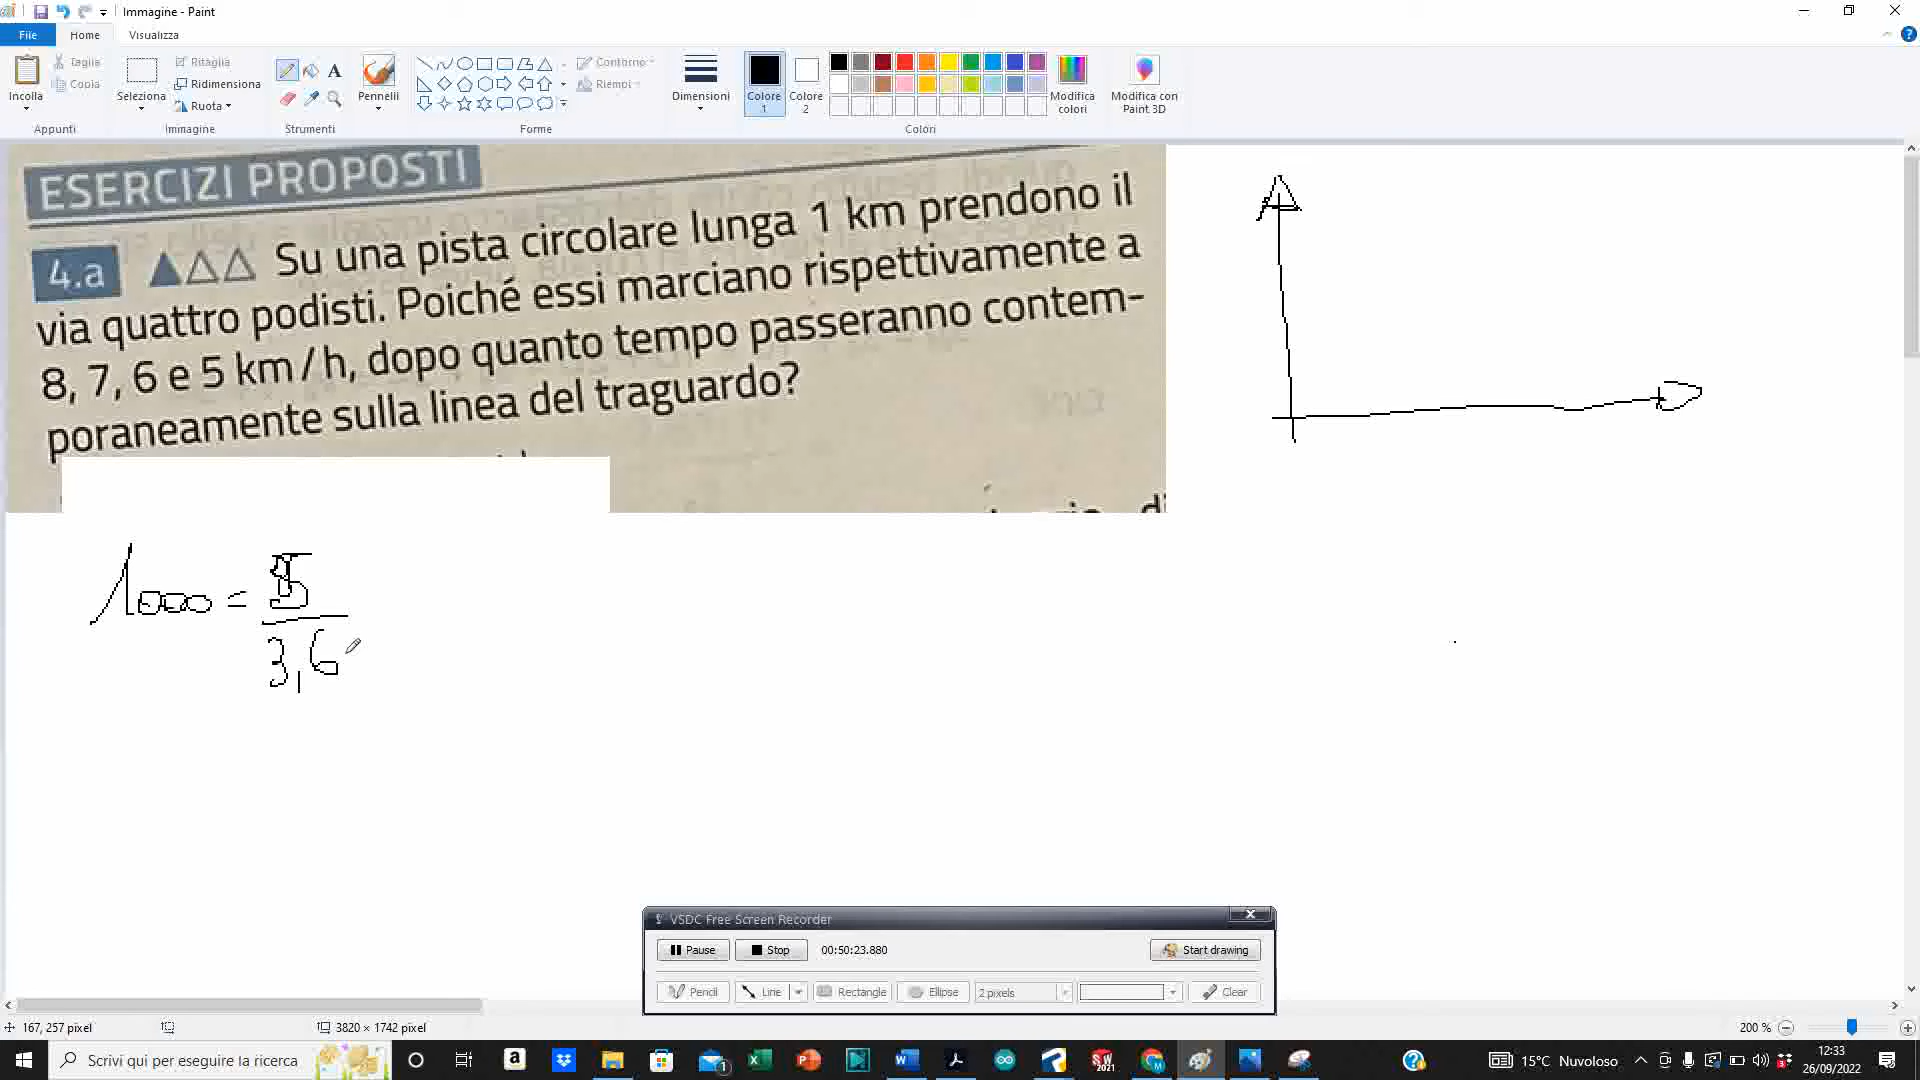 Immagine - Paint
File Home Visualizza
Incolla
Taglia
Copia
Appunti
Seleziona
Ritaglia
Ridimensiona
Ruota
Immagine
A
Strumenti
Pennelli
Contorno
Riempi
Forme
Dimensioni
Colore 1
Colore 2
Modifica colori
Modifica con Paint 3D
Colori
ESERCIZI PROPOSTI
4.a Su una pista circolare lunga 1 km prendono il
via quattro podisti. Poiché essi marciano rispettivamente a
8, 7, 6 e 5 km/h, dopo quanto tempo passeranno contem-
poraneamente sulla linea del traguardo?
1000 = 5
3,6
VSDC Free Screen Recorder
Pause Stop 00:50:23.880 Start drawing
Pencil Line Rectangle Ellipse 2 pixels Clear
167, 257 pixel 3820 × 1742 pixel 200 %
Scrivi qui per eseguire la ricerca 15°C Nuvoloso 12:33
26/09/2022